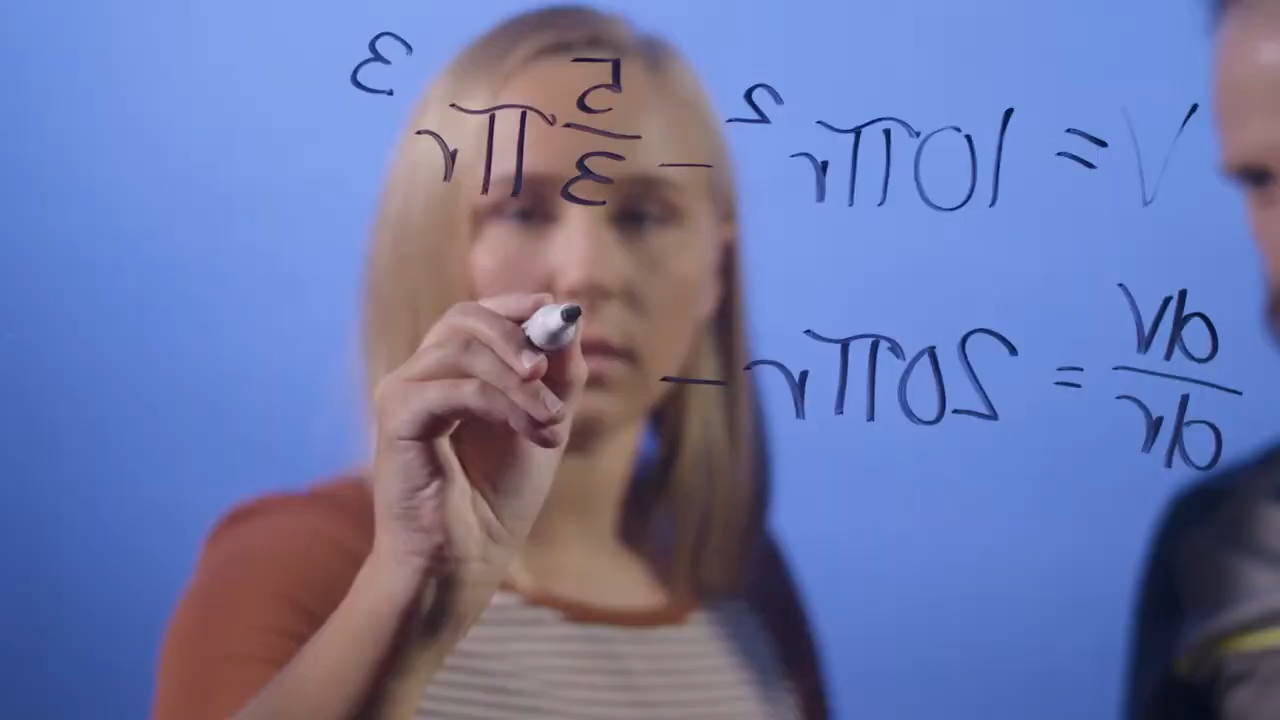 V = 10πr² − 5/3 πr³
dV/dr = 20πr −